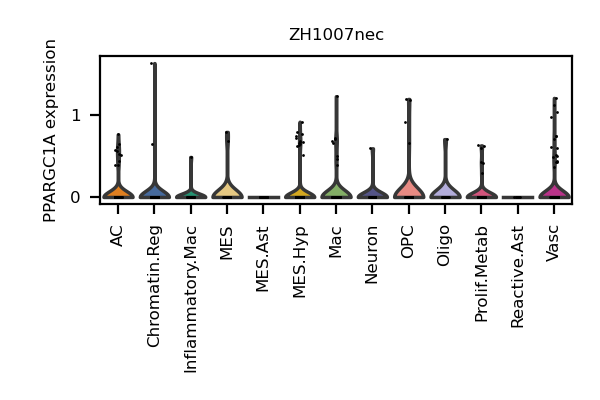 ZH1007nec
PPARGC1A expression
1
0
AC
Chromatin.Reg
Inflammatory.Mac
MES
MES.Ast
MES.Hyp
Mac
Neuron
OPC
Oligo
Prolif.Metab
Reactive.Ast
Vasc